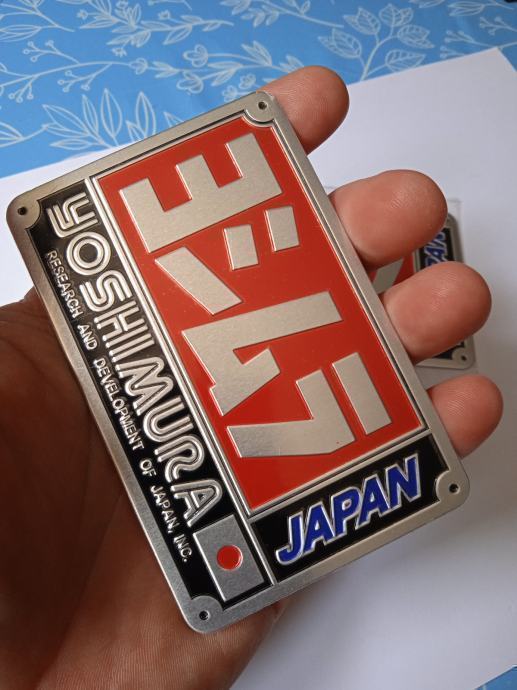 ヨシムラ
JAPAN
YOSHIMURA
RESEARCH AND DEVELOPMENT OF JAPAN, INC.